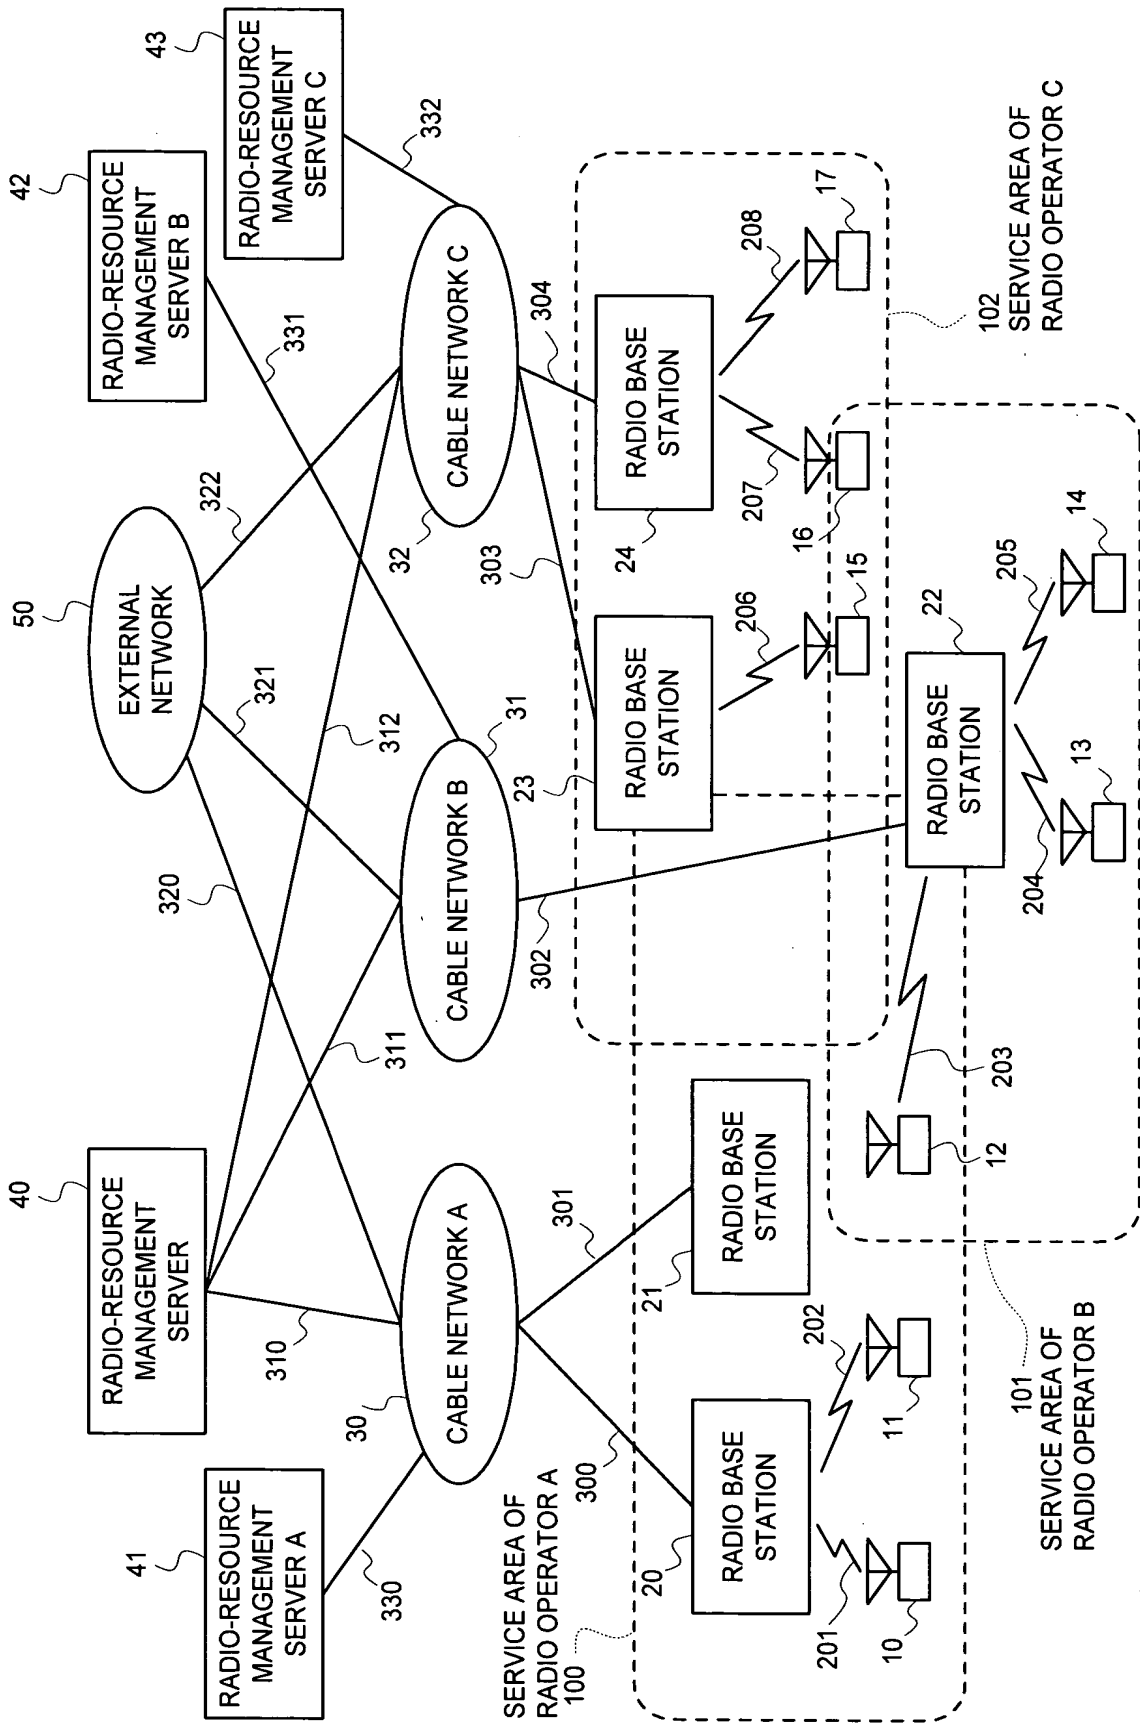 43
RADIO-RESOURCE
MANAGEMENT
SERVER C
42
RADIO-RESOURCE
MANAGEMENT
SERVER B
50
EXTERNAL
NETWORK
40
RADIO-RESOURCE
MANAGEMENT
SERVER
41
RADIO-RESOURCE
MANAGEMENT
SERVER A
332
331
322
321
312
320
311
310
330
CABLE NETWORK C
32
CABLE NETWORK B
31
CABLE NETWORK A
30
304
303
302
301
300
SERVICE AREA OF
RADIO OPERATOR A
100
RADIO BASE
STATION
24
RADIO BASE
STATION
23
RADIO BASE
STATION
21
RADIO BASE
STATION
20
208
207
206
202
201
17
16
15
11
10
102
SERVICE AREA OF
RADIO OPERATOR C
RADIO BASE
STATION
22
205
204
203
14
13
12
101
SERVICE AREA OF
RADIO OPERATOR B